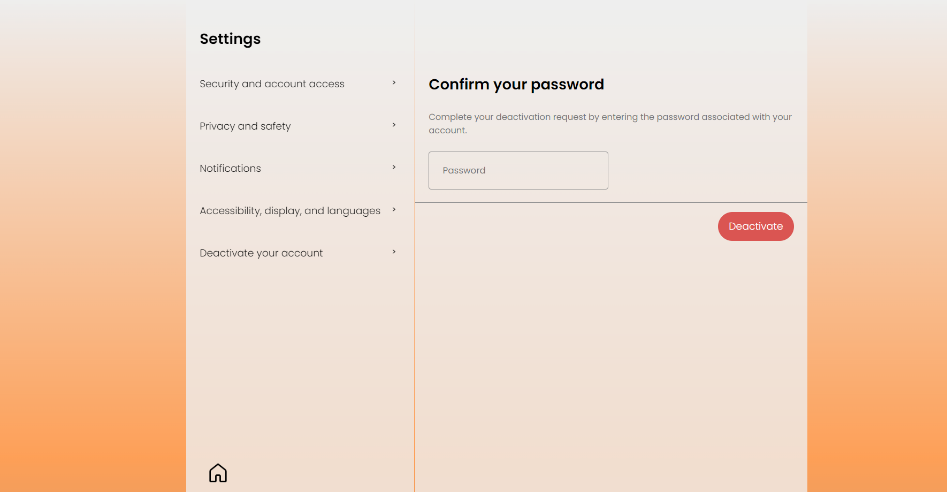 Settings
Security and account access >
Privacy and safety >
Notifications >
Accessibility, display, and languages >
Deactivate your account >
Confirm your password
Complete your deactivation request by entering the password associated with your
account.
Password
Deactivate